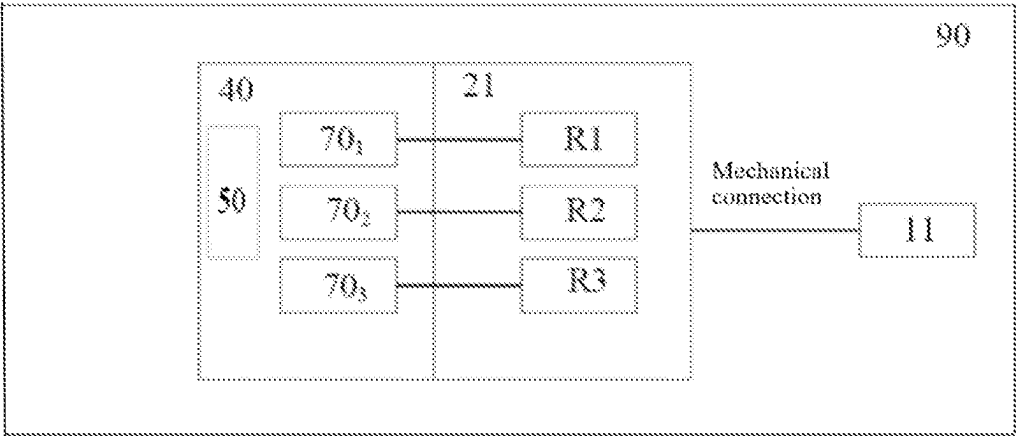 90
40
21
70₁
R1
50
70₂
R2
Mechanical
connection
11
70₃
R3